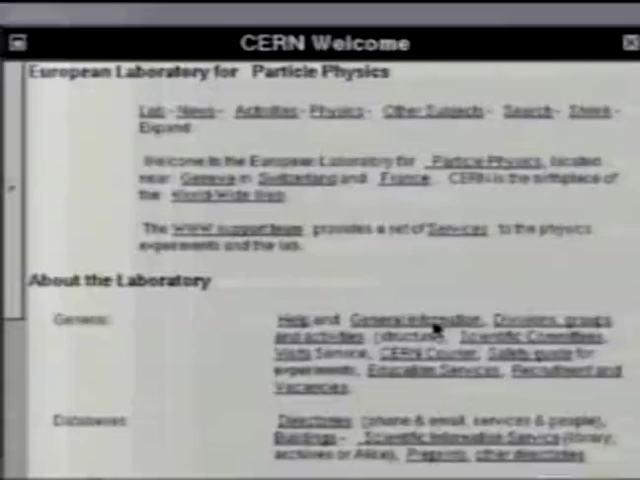 CERN Welcome
European Laboratory for Particle Physics
Lab - News - Activities - Physics - Other Subjects - Search - Shrink -
Expand
Welcome to the European Laboratory for Particle Physics, located
near Geneva in Switzerland and France. CERN is the birthplace of
the World-Wide Web.
The WWW support team provides a set of Services to the physics
experiments and the lab.
About the Laboratory
General: Help and General information, Divisions, groups
and activities (structure), Scientific Committees,
Visits Service, CERN Courier, Safety guide for
experiments, Education Services, Recruitment and
Vacancies.
Databases: Directories (phone & email, services & people),
Buildings - Scientific Information Service (library,
archives or Alice), Preprints, other directories